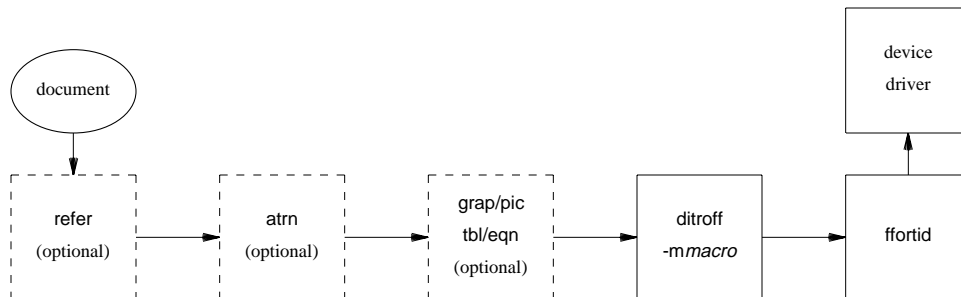 document
refer
(optional)
atrn
(optional)
grap/pic
tbl/eqn
(optional)
ditroff
-mmacro
ffortid
device
driver